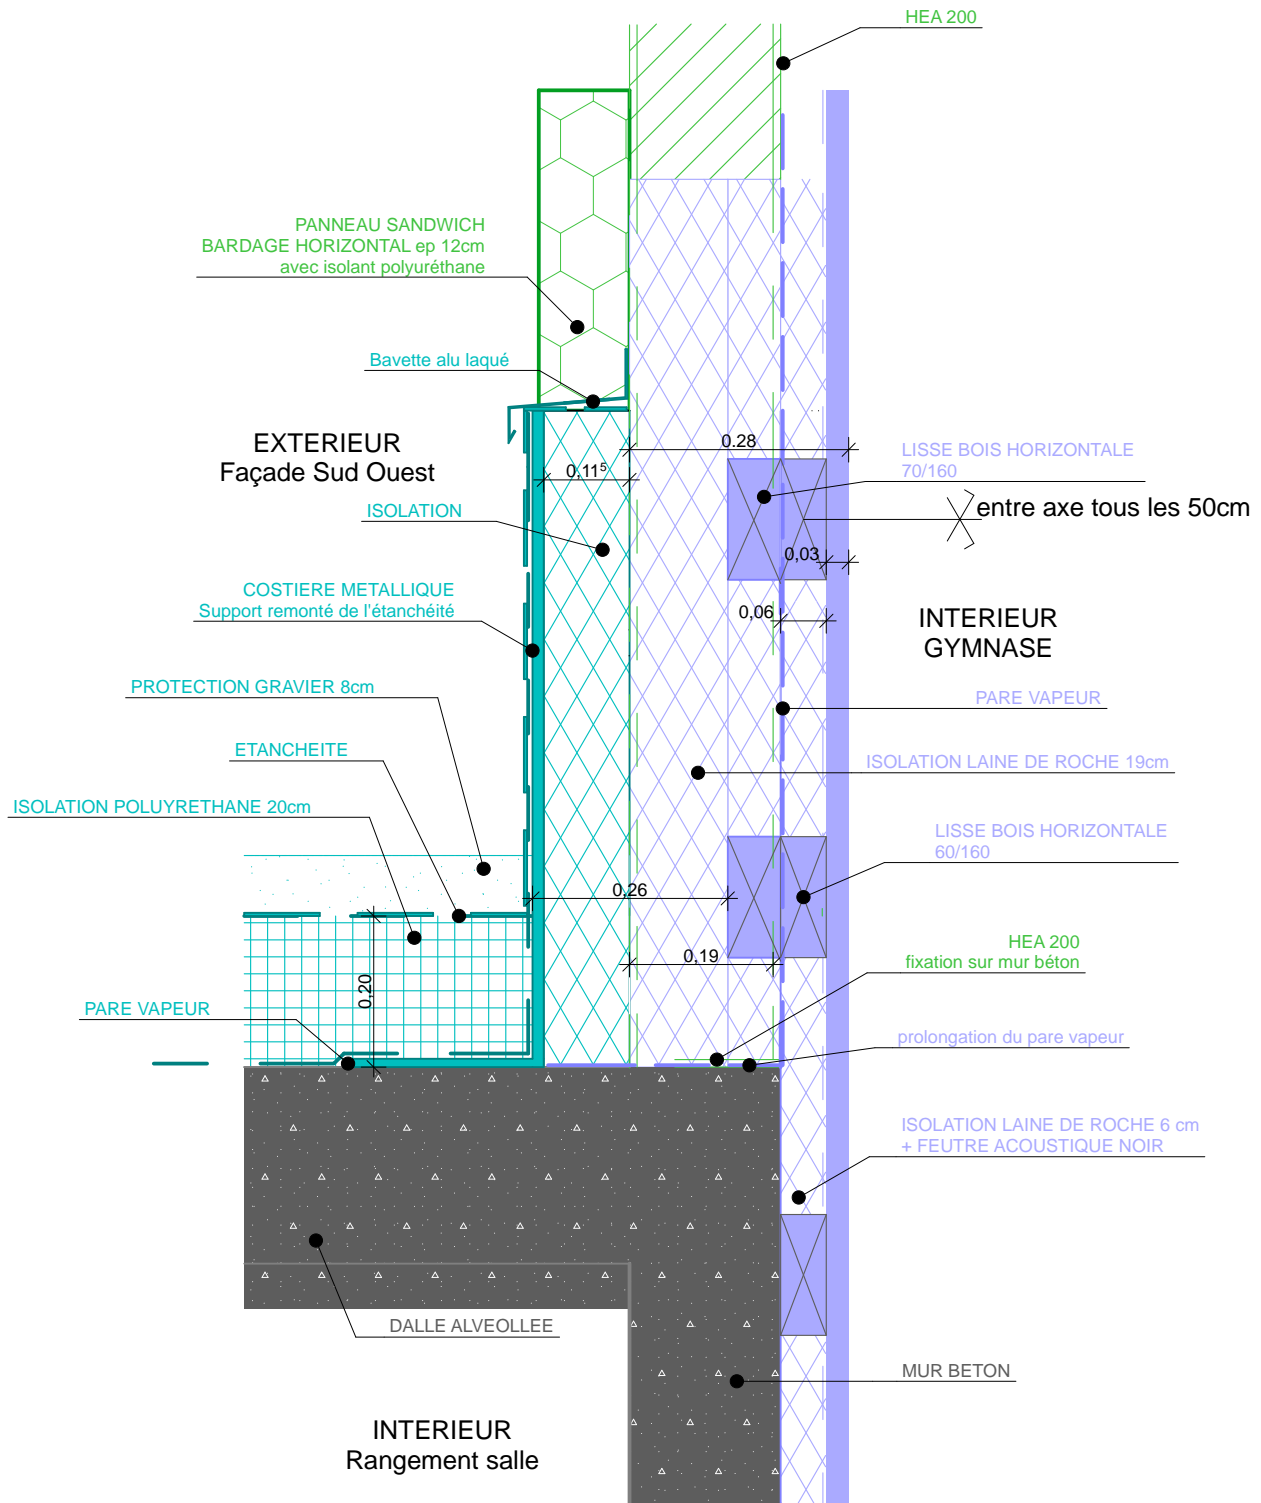 HEA 200
PANNEAU SANDWICH
BARDAGE HORIZONTAL ep 12cm
avec isolant polyuréthane
Bavette alu laqué
EXTERIEUR
Façade Sud Ouest
0.28
LISSE BOIS HORIZONTALE
70/160
0,11⁵
ISOLATION
entre axe tous les 50cm
0,03
COSTIERE METALLIQUE
Support remonté de l'étanchéité
0,06
INTERIEUR
GYMNASE
PROTECTION GRAVIER 8cm
PARE VAPEUR
ETANCHEITE
ISOLATION LAINE DE ROCHE 19cm
ISOLATION POLUYRETHANE 20cm
LISSE BOIS HORIZONTALE
60/160
0,26
HEA 200
fixation sur mur béton
0,19
0,20
PARE VAPEUR
prolongation du pare vapeur
ISOLATION LAINE DE ROCHE 6 cm
+ FEUTRE ACOUSTIQUE NOIR
DALLE ALVEOLLEE
MUR BETON
INTERIEUR
Rangement salle